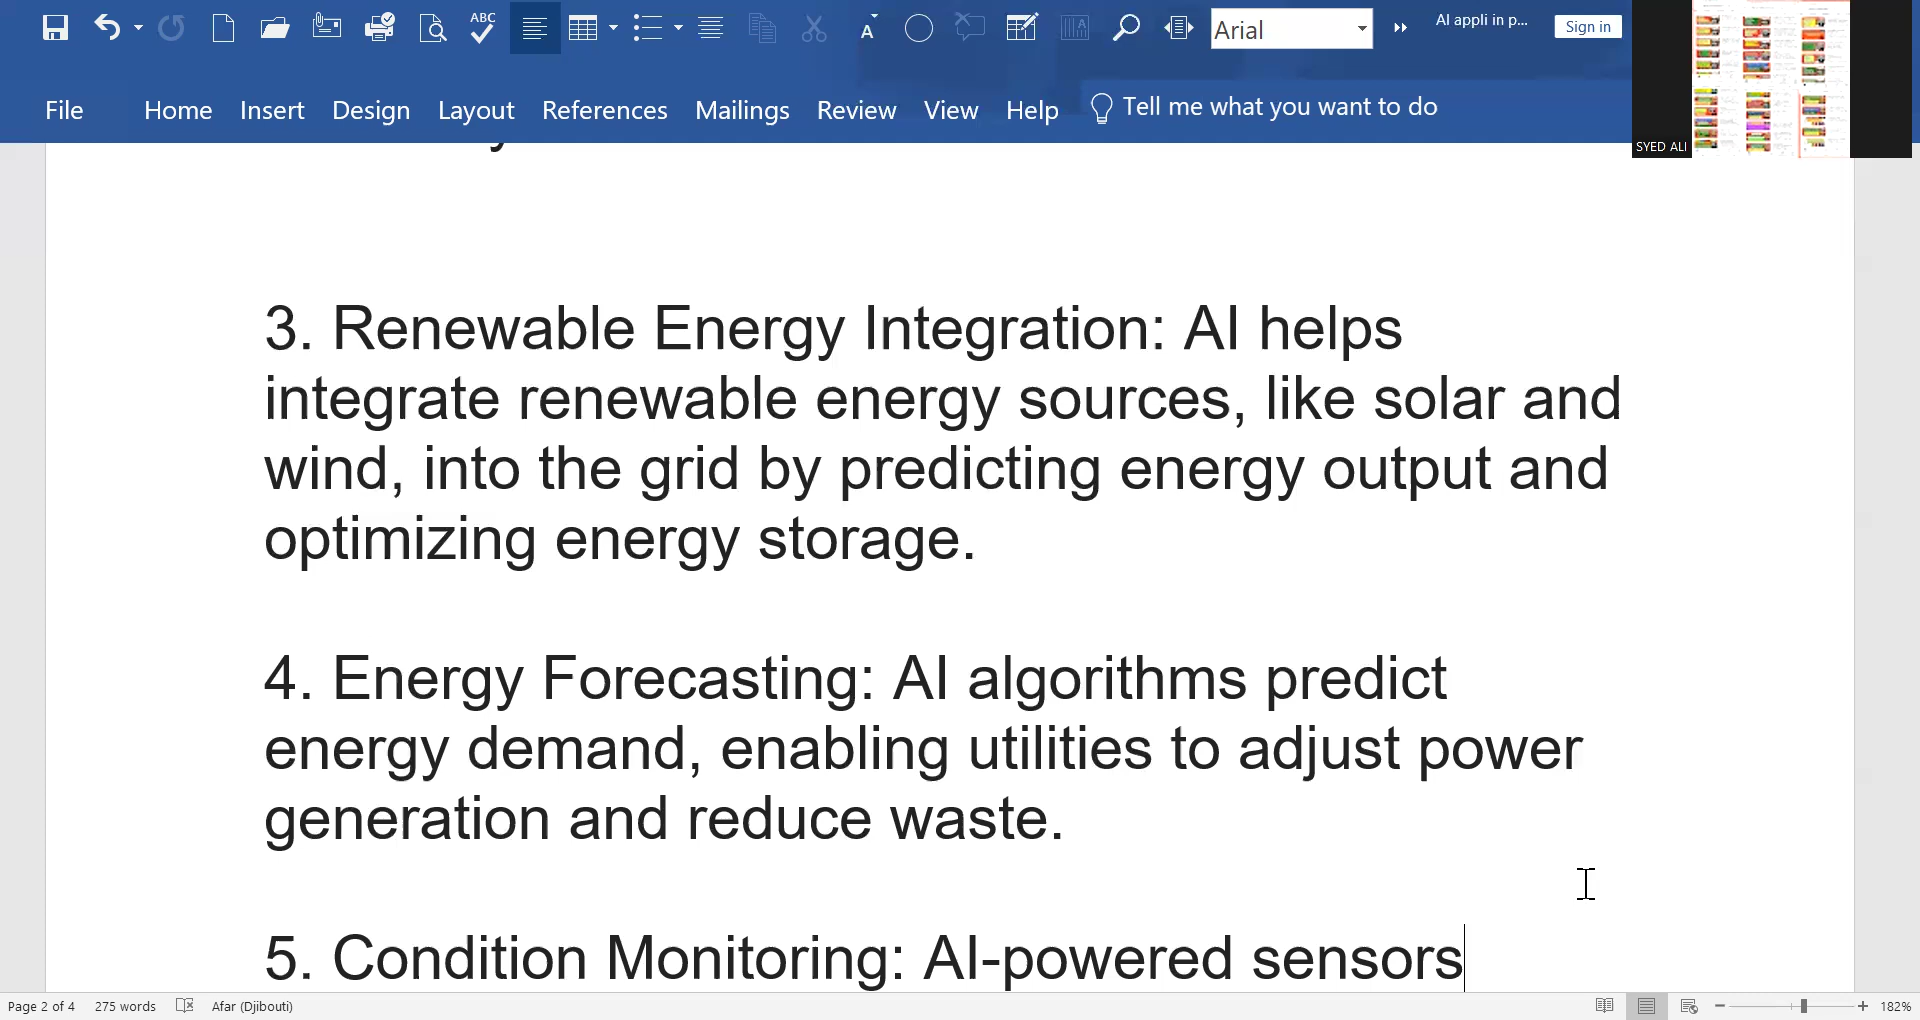 ABC
A
Arial
AI appli in p...
Sign in
File
Home
Insert
Design
Layout
References
Mailings
Review
View
Help
Tell me what you want to do
SYED ALI
3. Renewable Energy Integration: AI helps
integrate renewable energy sources, like solar and
wind, into the grid by predicting energy output and
optimizing energy storage.
4. Energy Forecasting: AI algorithms predict
energy demand, enabling utilities to adjust power
generation and reduce waste.
5. Condition Monitoring: AI-powered sensors
Page 2 of 4
275 words
Afar (Djibouti)
182%